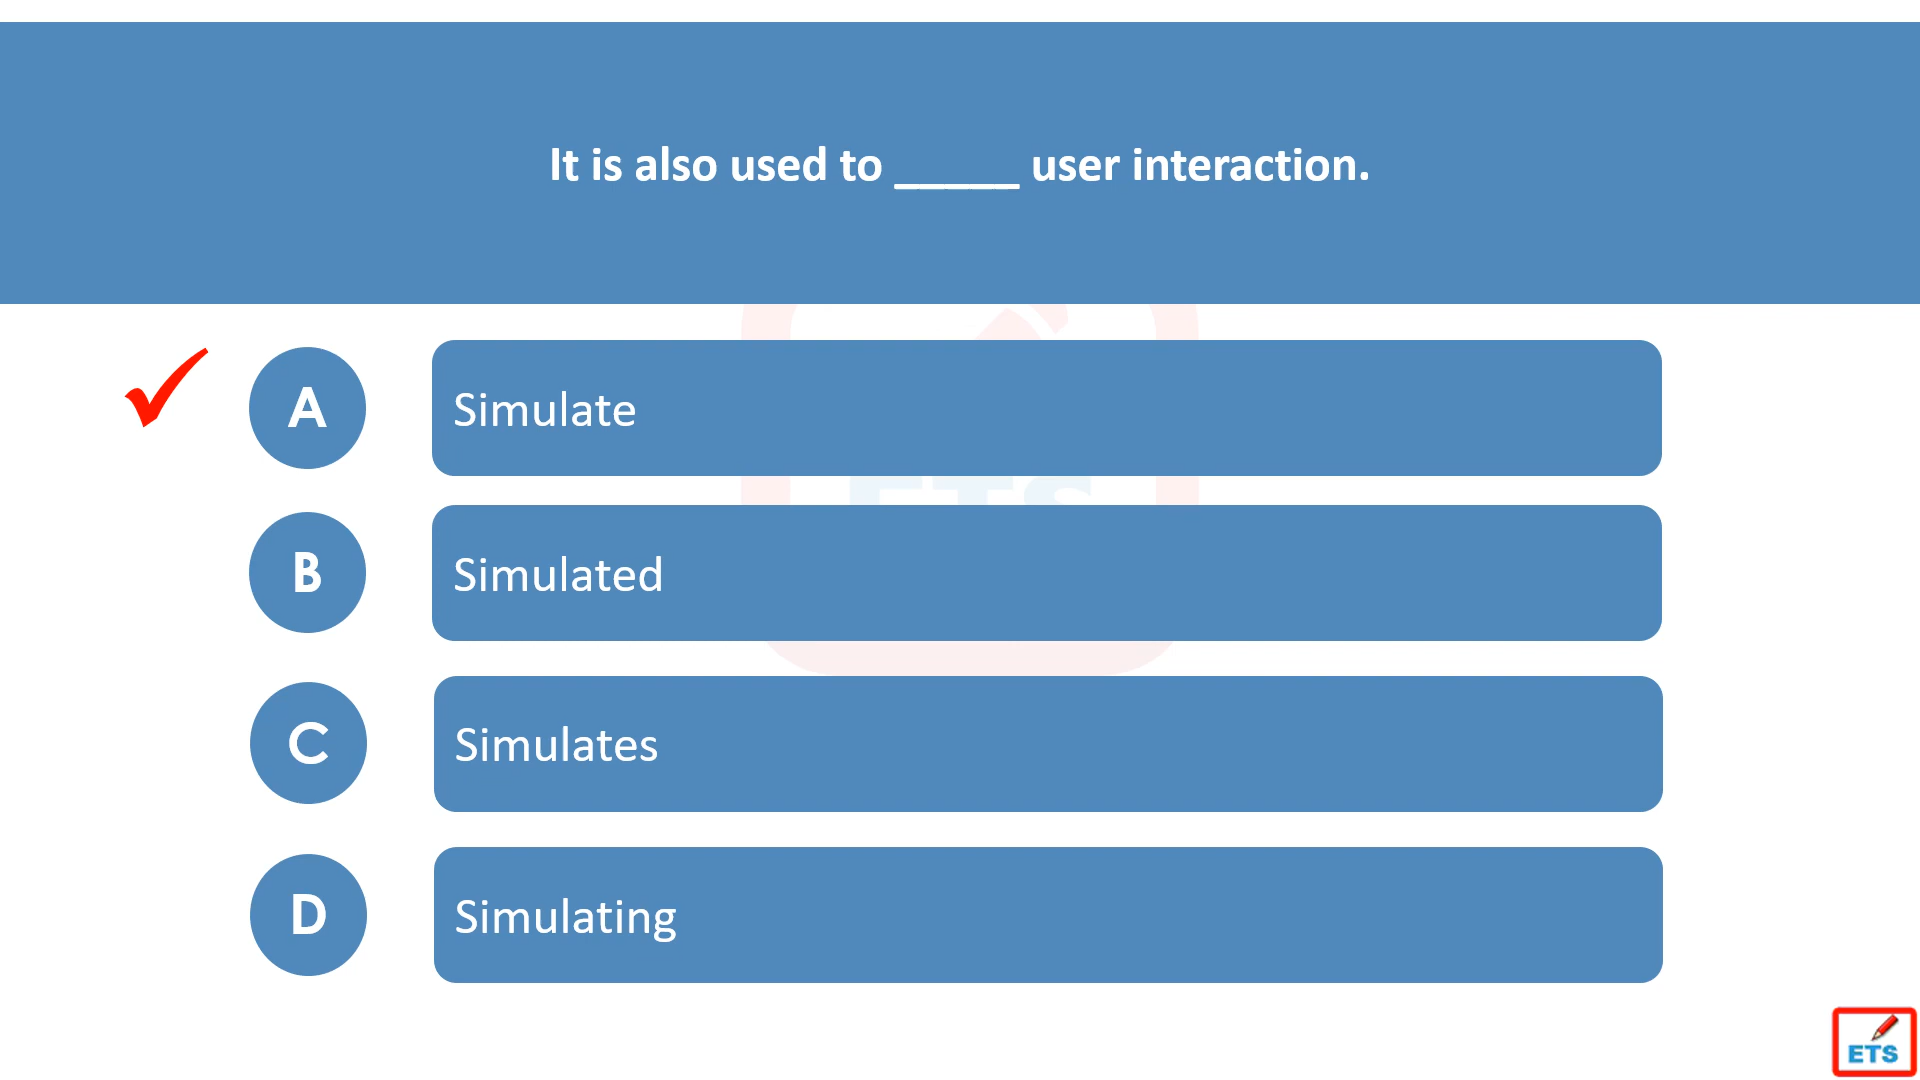 It is also used to _____ user interaction.
A
Simulate
B
Simulated
C
Simulates
D
Simulating
ETS